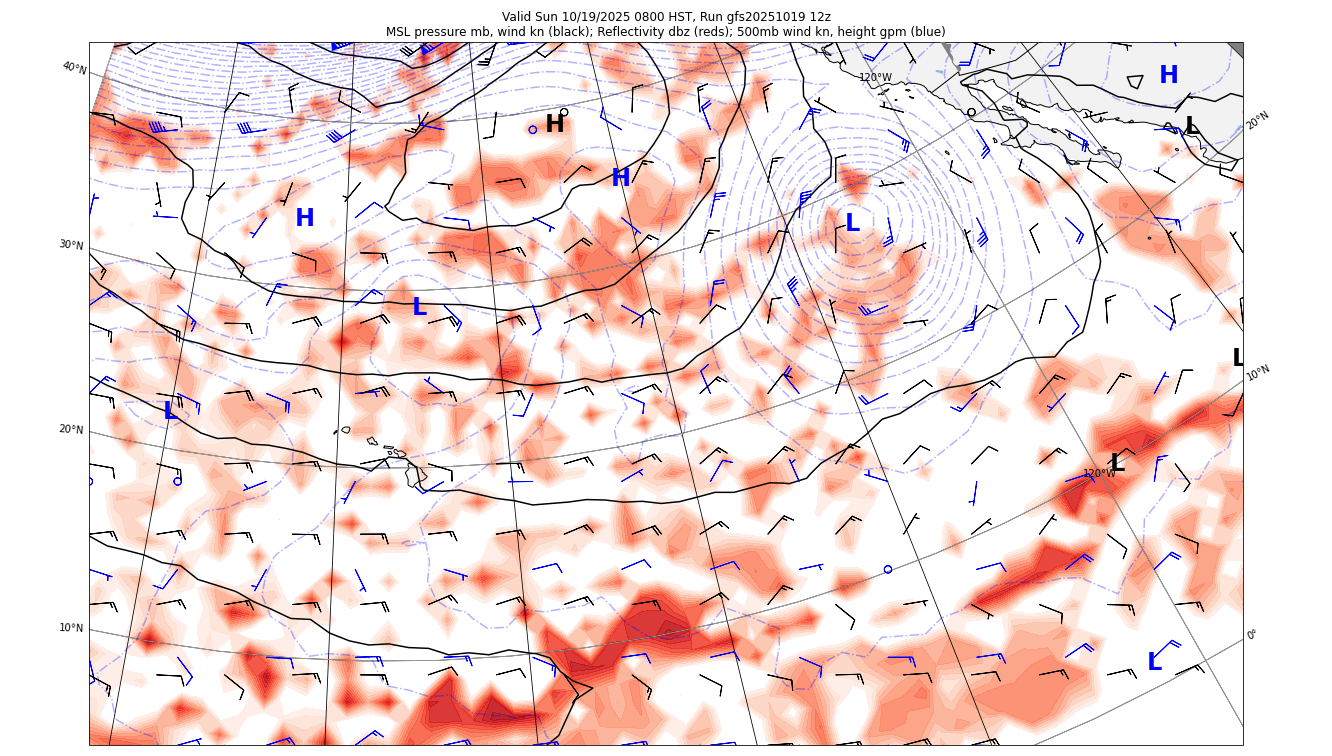 Valid Sun 10/19/2025 0800 HST, Run gfs20251019 12z
MSL pressure mb, wind kn (black); Reflectivity dbz (reds); 500mb wind kn, height gpm (blue)
40°N
120°W
H
20°N
H
L
H
H
L
30°N
L
L
10°N
L
20°N
L
120°W
10°N
0°
L